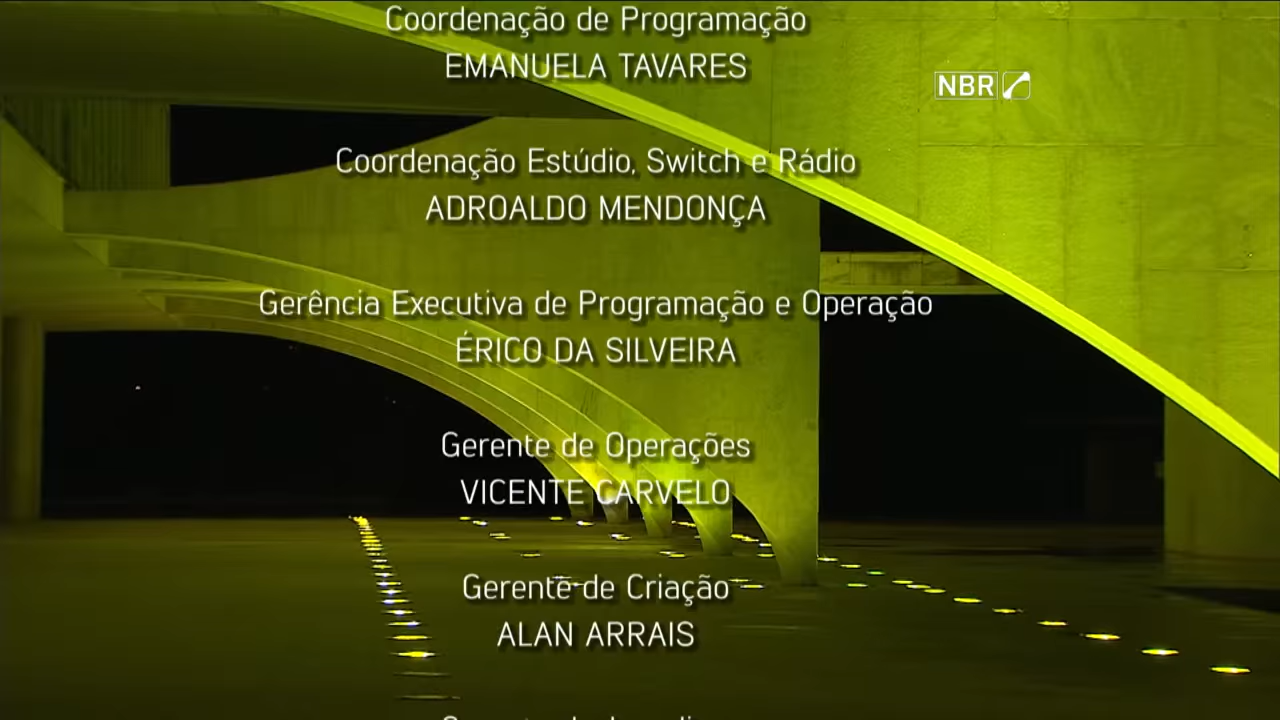 Coordenação de Programação
EMANUELA TAVARES
NBR
Coordenação Estúdio, Switch e Rádio
ADROALDO MENDONÇA
Gerência Executiva de Programação e Operação
ÉRICO DA SILVEIRA
Gerente de Operações
VICENTE CARVELO
Gerente de Criação
ALAN ARRAIS